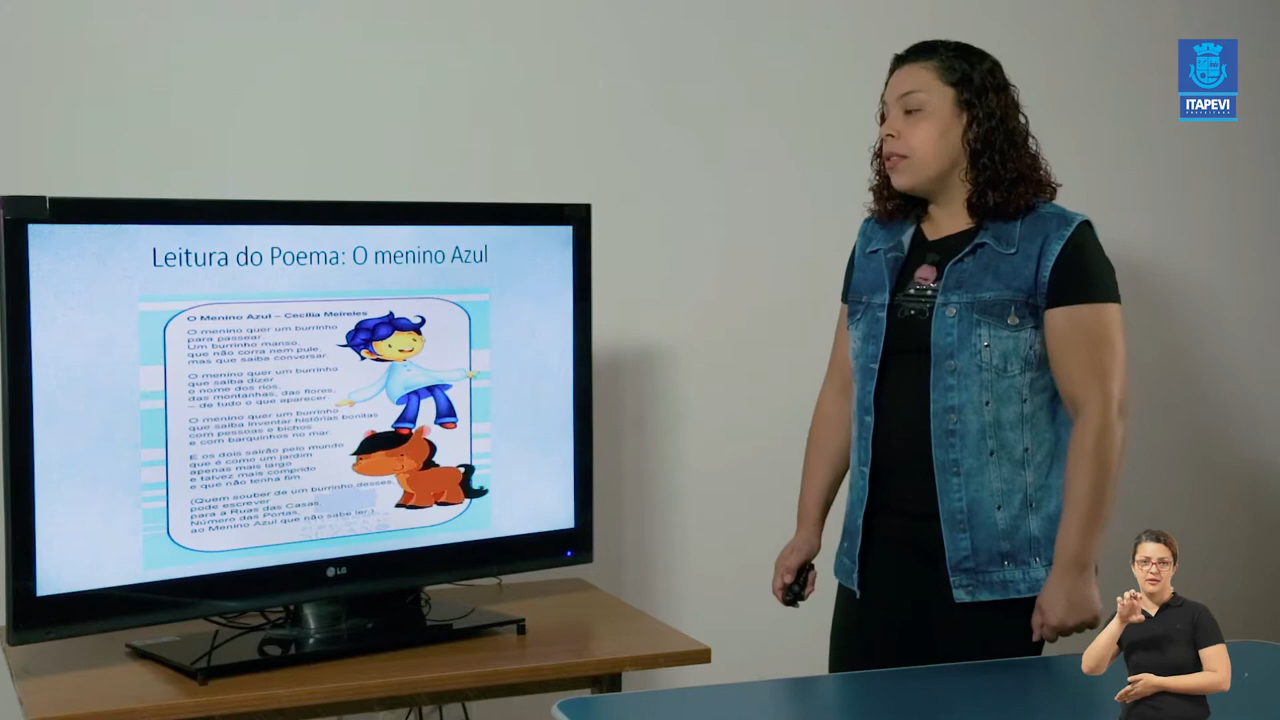 Leitura do Poema: O menino Azul
O Menino Azul – Cecília Meireles
O menino quer um burrinho
para passear.
Um burrinho manso,
que não corra nem pule,
mas que saiba conversar.
O menino quer um burrinho
que saiba dizer
o nome dos rios,
das montanhas, das flores,
– de tudo o que aparecer.
O menino quer um burrinho
que saiba inventar histórias bonitas
com pessoas e bichos
e com barquinhos no mar.
E os dois sairão pelo mundo
que é como um jardim
apenas mais largo
e talvez mais comprido
e que não tenha fim.
(Quem souber de um burrinho desses,
pode escrever
para a Ruas das Casas,
Número das Portas,
ao Menino Azul que não sabe ler.)
LG
ITAPEVI
PREFEITURA